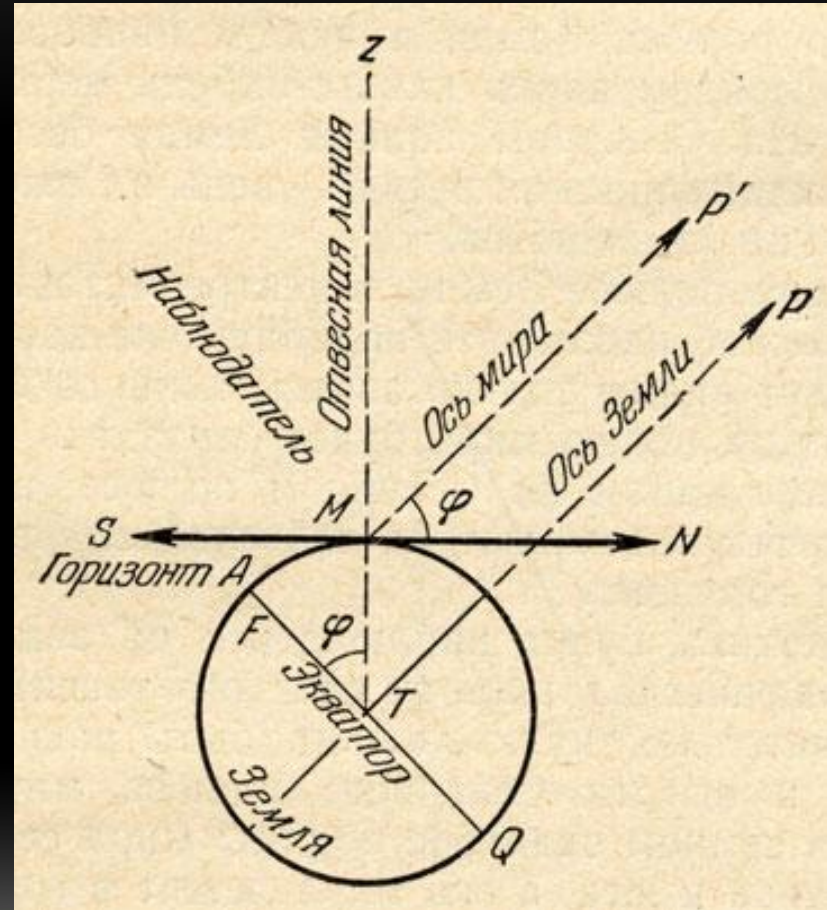 Z
Отвесная линия
Наблюдатель
P'
Ось мира
P
Ось Земли
M
φ
S
N
Горизонт A
F
φ
T
Экватор
Земля
Q